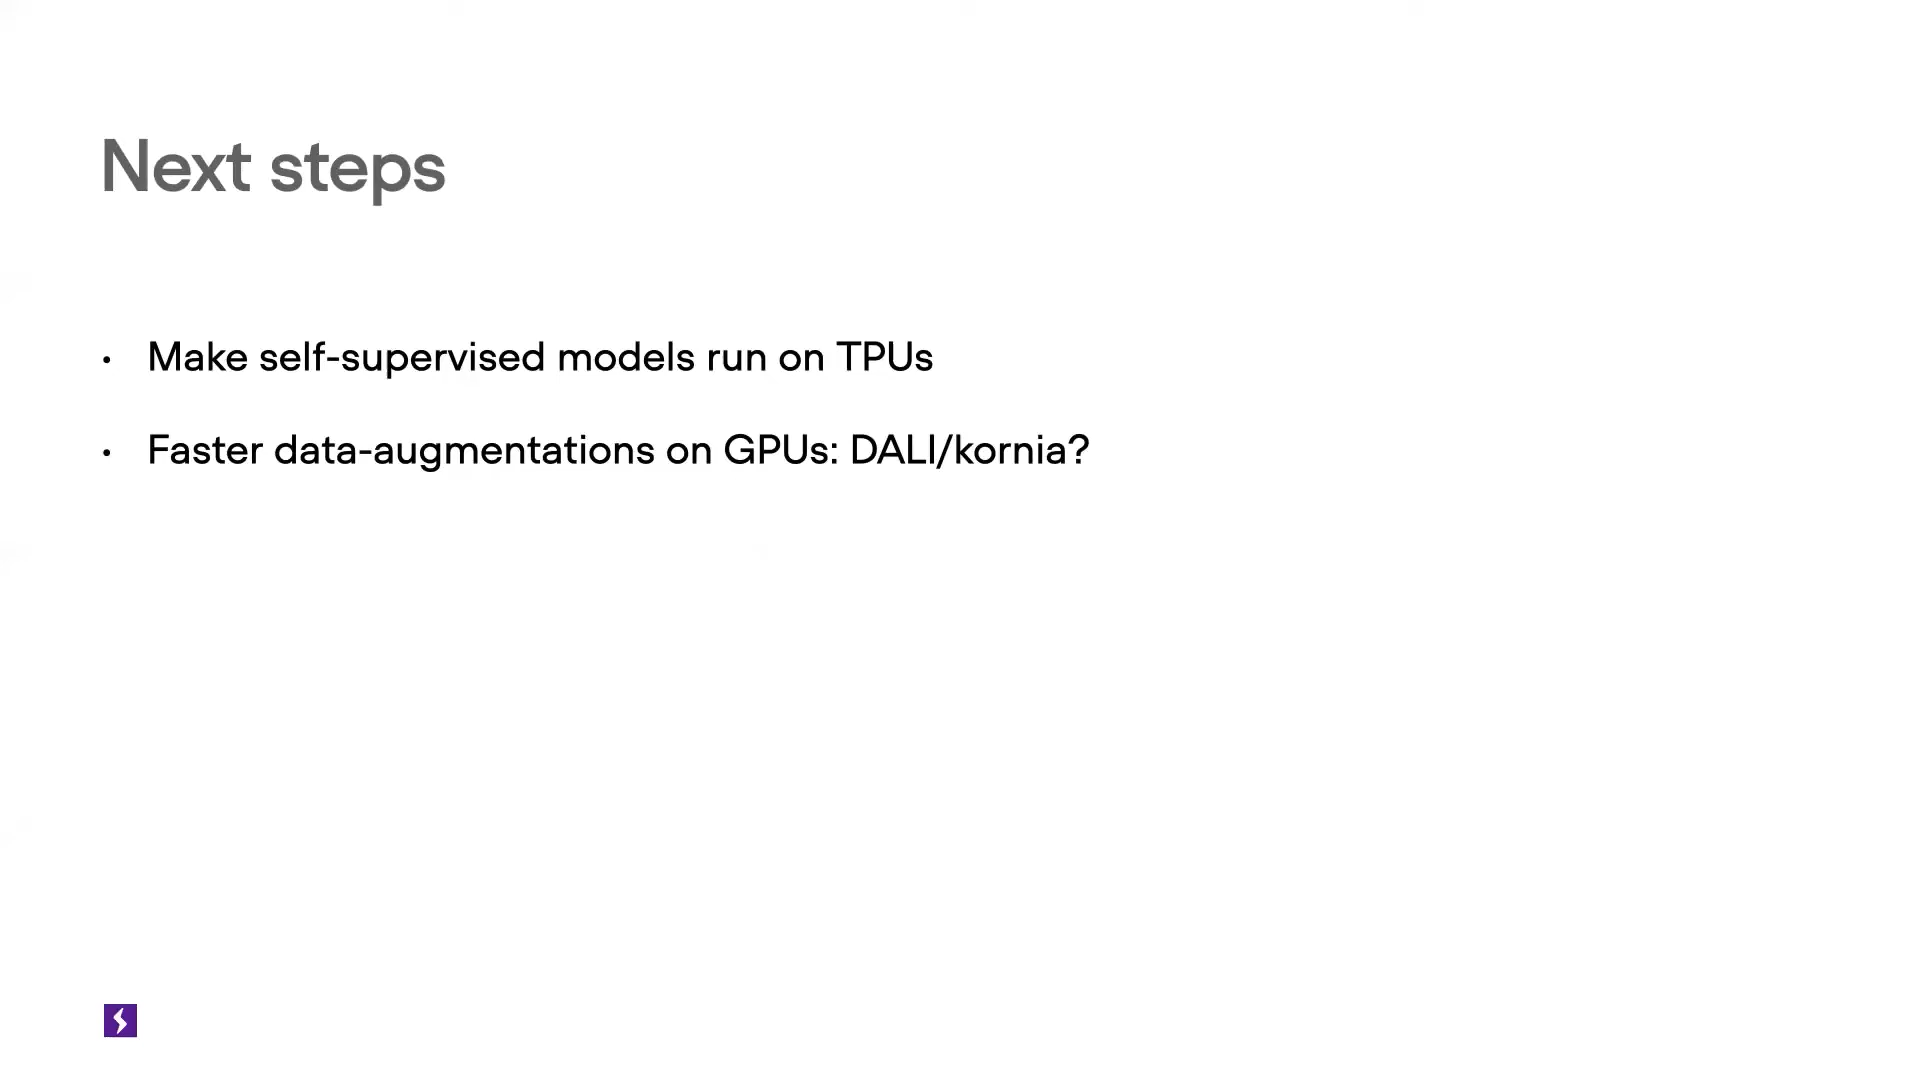 Next steps
• Make self-supervised models run on TPUs
• Faster data-augmentations on GPUs: DALI/kornia?